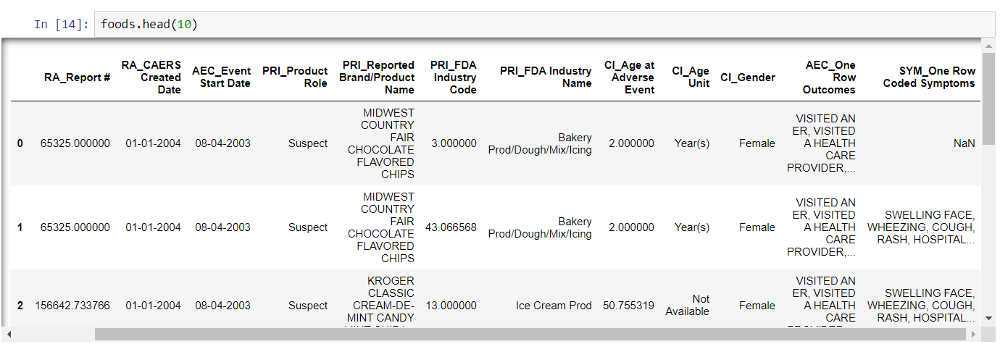 In [14]: foods.head(10)
RA_Report #
RA_CAERS
Created
Date
AEC_Event
Start Date
PRI_Product
Role
PRI_Reported
Brand/Product
Name
PRI_FDA
Industry
Code
PRI_FDA Industry
Name
CI_Age at
Adverse
Event
CI_Age
Unit
CI_Gender
AEC_One
Row
Outcomes
SYM_One Row
Coded Symptoms
0
65325.000000
01-01-2004
08-04-2003
Suspect
MIDWEST
COUNTRY
FAIR
CHOCOLATE
FLAVORED
CHIPS
3.000000
Bakery
Prod/Dough/Mix/Icing
2.000000
Year(s)
Female
VISITED AN
ER, VISITED
A HEALTH
CARE
PROVIDER,...
NaN
1
65325.000000
01-01-2004
08-04-2003
Suspect
MIDWEST
COUNTRY
FAIR
CHOCOLATE
FLAVORED
CHIPS
43.066568
Bakery
Prod/Dough/Mix/Icing
2.000000
Year(s)
Female
VISITED AN
ER, VISITED
A HEALTH
CARE
PROVIDER,...
SWELLING FACE,
WHEEZING, COUGH,
RASH, HOSPITAL...
2
156642.733766
01-01-2004
08-04-2003
Suspect
KROGER
CLASSIC
CREAM-DE-
MINT CANDY
13.000000
Ice Cream Prod
50.755319
Not
Available
Female
VISITED AN
ER, VISITED
A HEALTH
CARE
SWELLING FACE,
WHEEZING, COUGH,
RASH, HOSPITAL...